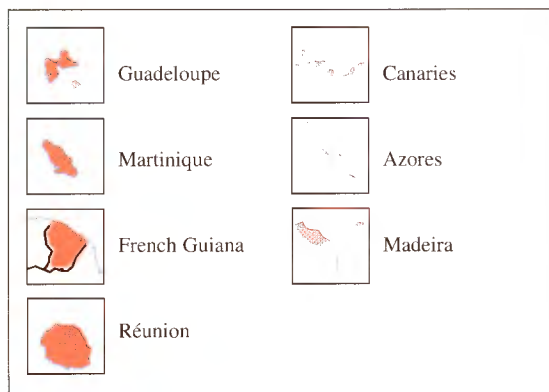 Guadeloupe
Canaries
Martinique
Azores
French Guiana
Madeira
Réunion